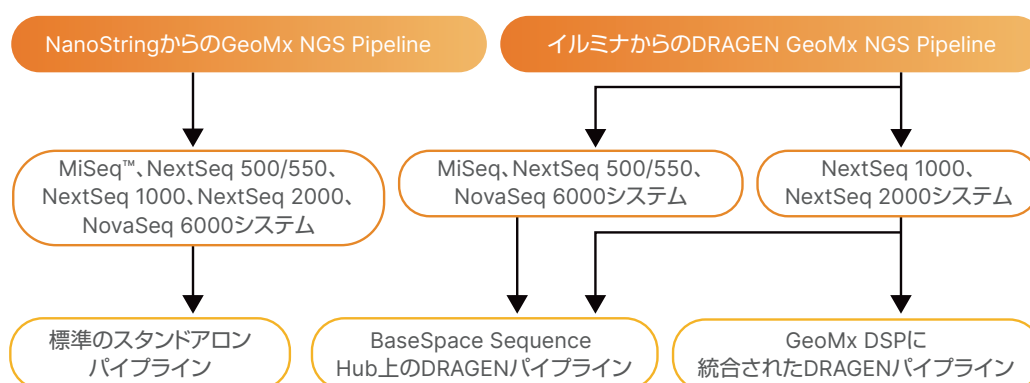 NanoStringからのGeoMx NGS Pipeline
イルミナからのDRAGEN GeoMx NGS Pipeline
MiSeq™、NextSeq 500/550、
NextSeq 1000、NextSeq 2000、
NovaSeq 6000システム
MiSeq、NextSeq 500/550、
NovaSeq 6000システム
NextSeq 1000、
NextSeq 2000システム
標準のスタンドアロン
パイプライン
BaseSpace Sequence
Hub上のDRAGENパイプライン
GeoMx DSPに
統合されたDRAGENパイプライン